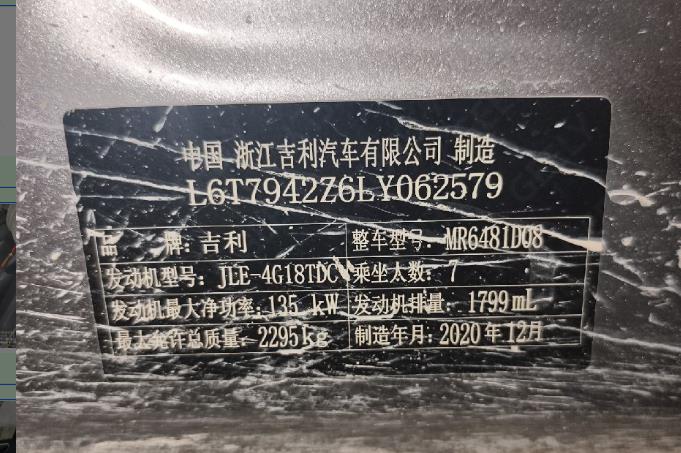 中国 浙江吉利汽车有限公司 制造
L6T7942Z6LY062579
品 牌:吉利 整车型号:MR6481D08
发动机型号:JLE-4G18TDC 乘坐人数:7
发动机最大净功率:135 kW 发动机排量:1799mL
最大允许总质量:2295kg 制造年月:2020年12月